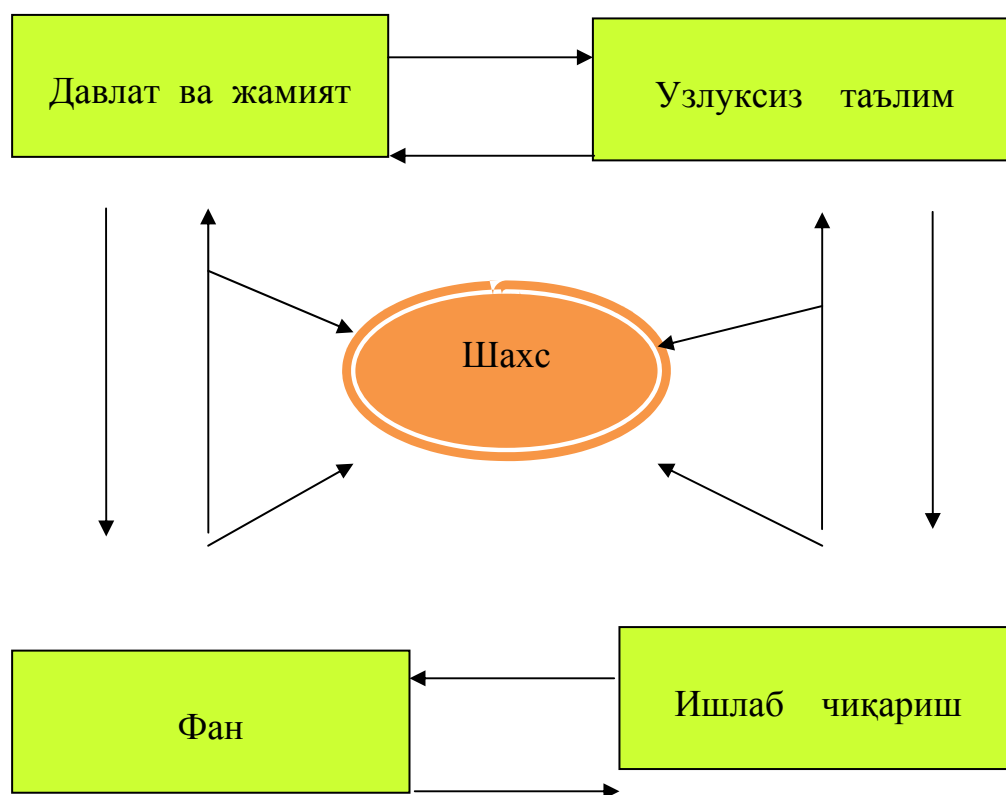 Давлат ва жамият
Узлуксиз таълим
Шахс
Фан
Ишлаб чиқариш